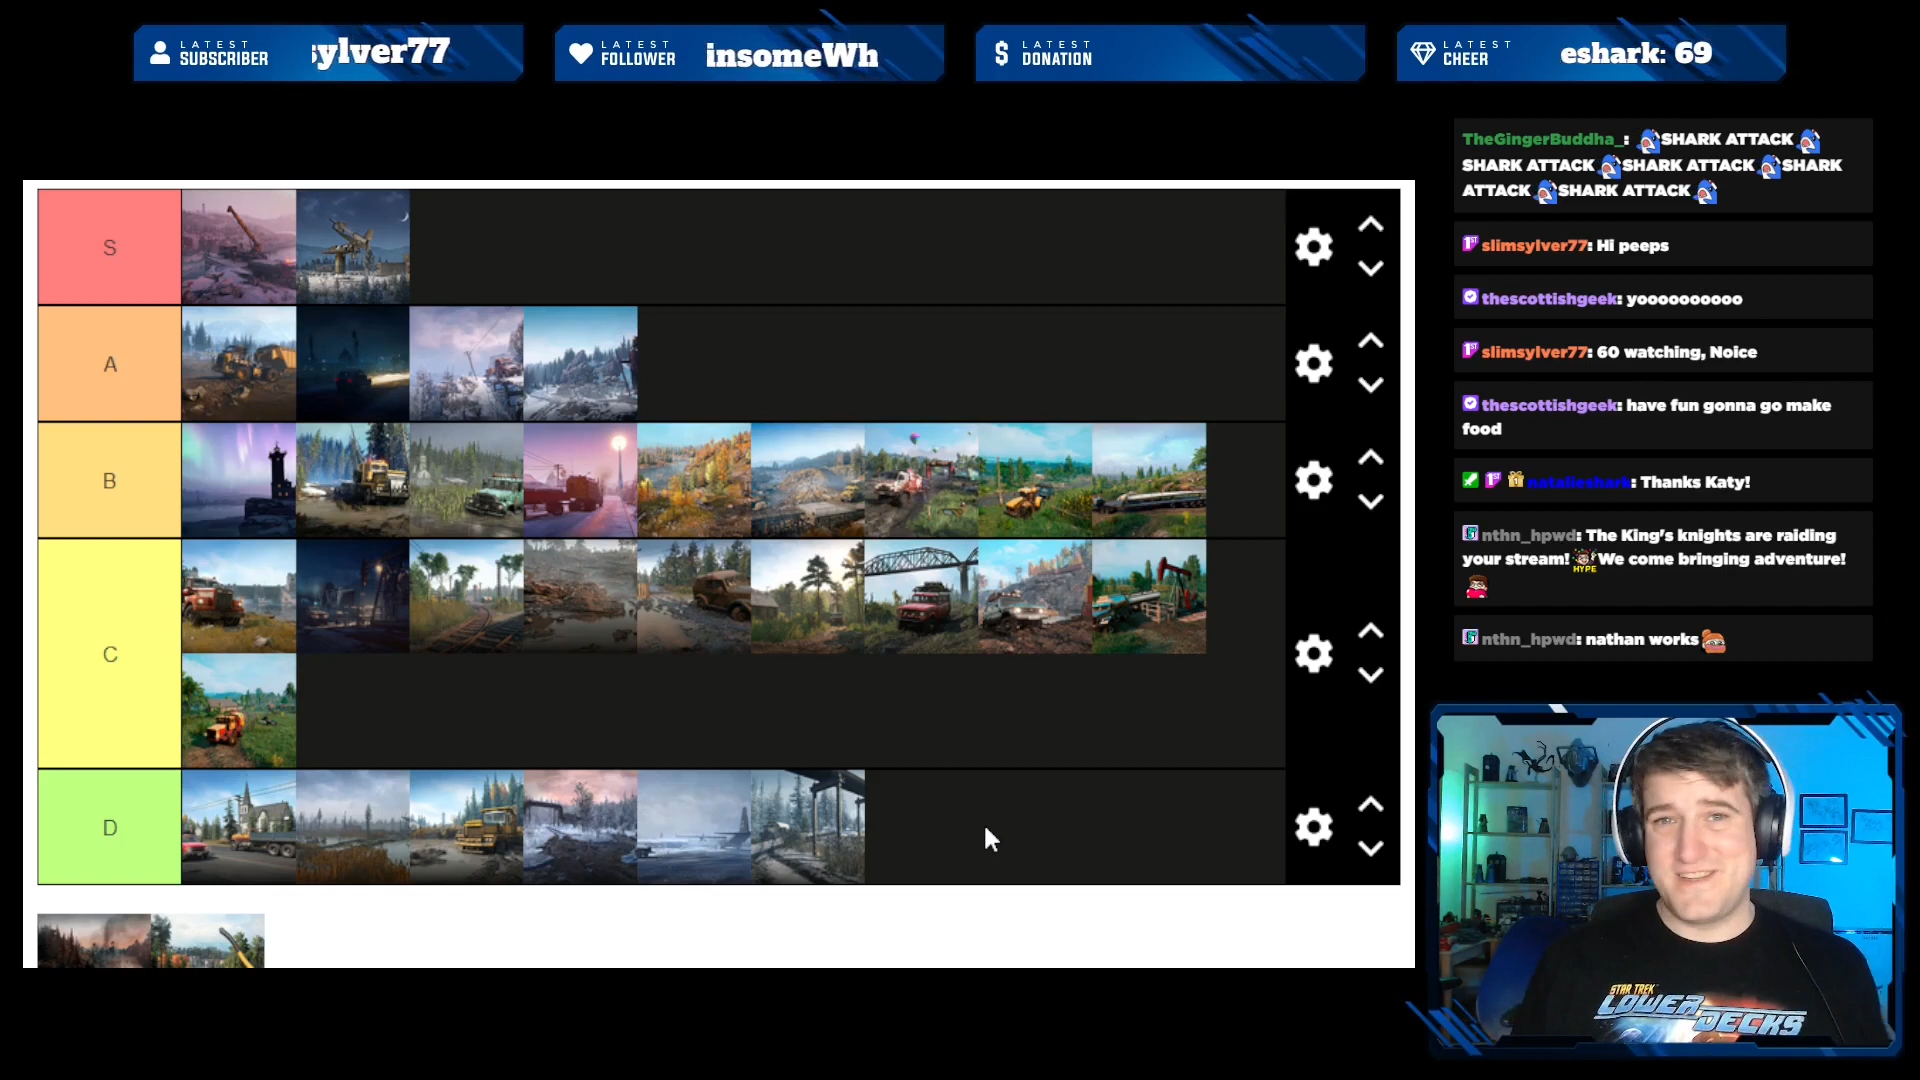 LATEST
SUBSCRIBER
sylver77
LATEST
FOLLOWER
insomeWh
LATEST
DONATION
LATEST
CHEER
eshark: 69
S
A
B
C
D
TheGingerBuddha_: SHARK ATTACK
SHARK ATTACK SHARK ATTACK SHARK
ATTACK SHARK ATTACK
slimsylver77: Hi peeps
thescottishgeek: yoooooooooo
slimsylver77: 60 watching, Noice
thescottishgeek: have fun gonna go make
food
natalieshark: Thanks Katy!
nthn_hpwd: The King's knights are raiding
your stream! HYPE We come bringing adventure!
nthn_hpwd: nathan works
STAR TREK
LOWER
DECKS